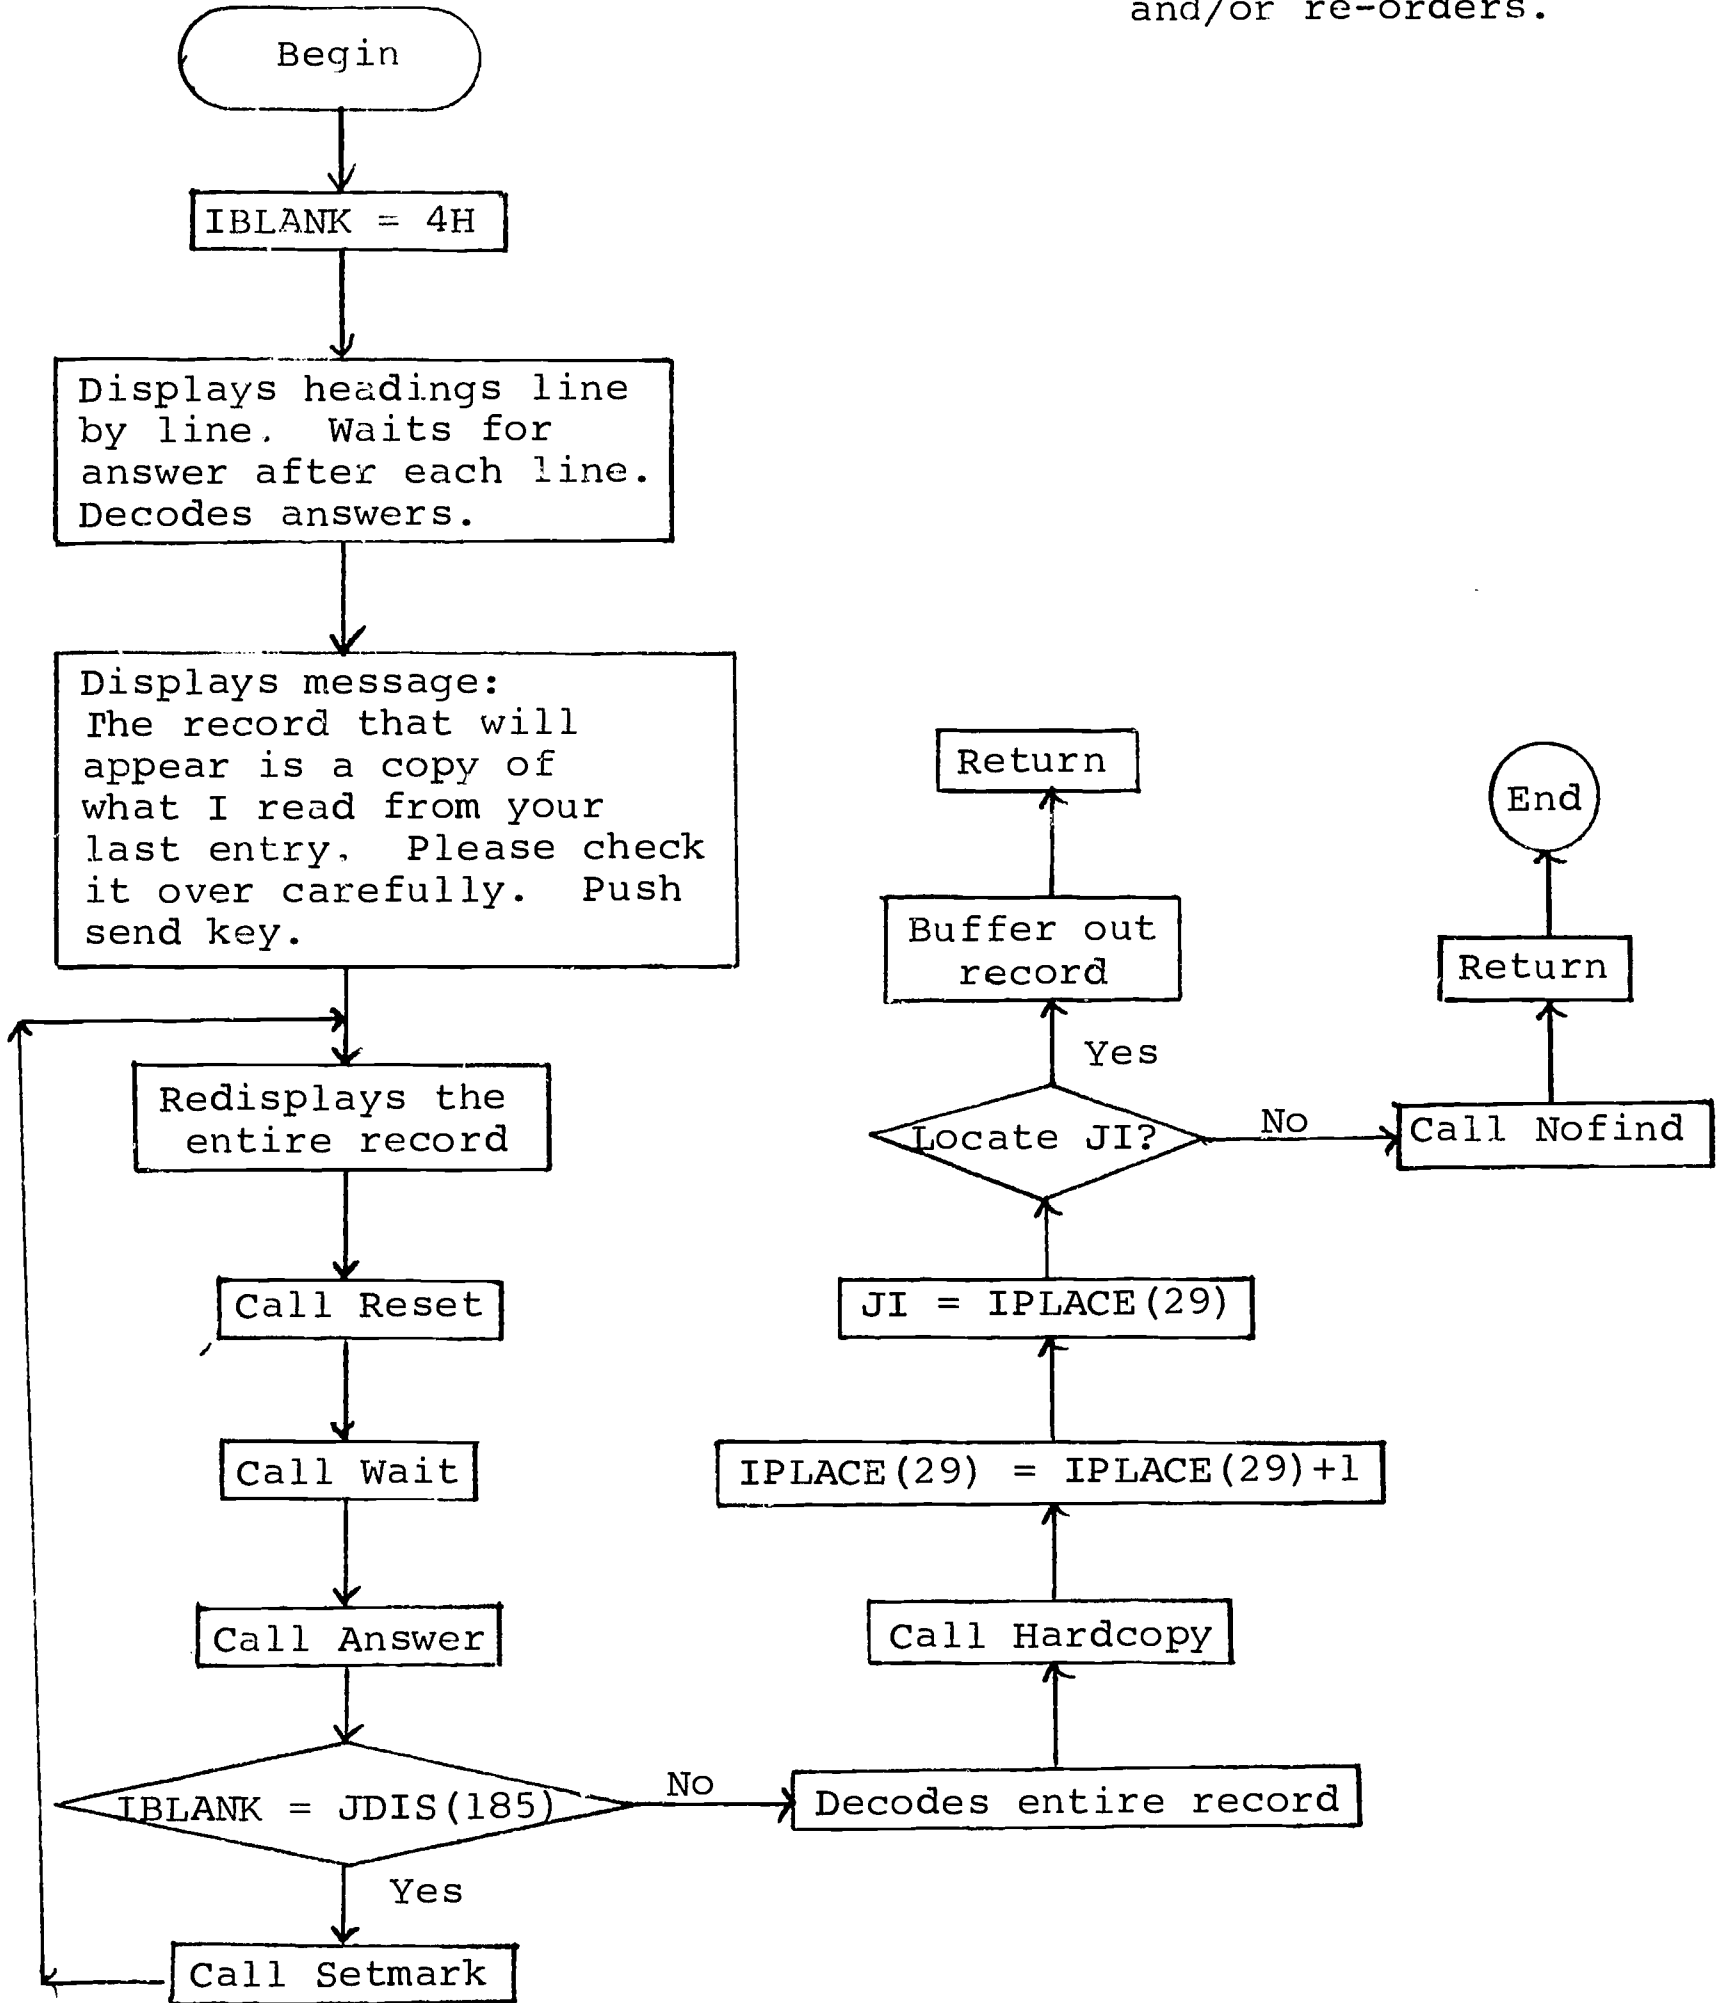 and/or re-orders.
Begin
IBLANK = 4H
Displays headings line
by line. Waits for
answer after each line.
Decodes answers.
Displays message:
The record that will
appear is a copy of
what I read from your
last entry. Please check
it over carefully. Push
send key.
Redisplays the
entire record
Call Reset
Call Wait
Call Answer
IBLANK = JDIS(185)
Yes
Call Setmark
No
Decodes entire record
Call Hardcopy
IPLACE(29) = IPLACE(29)+1
JI = IPLACE(29)
Locate JI?
Yes
Buffer out
record
Return
No
Call Nofind
Return
End